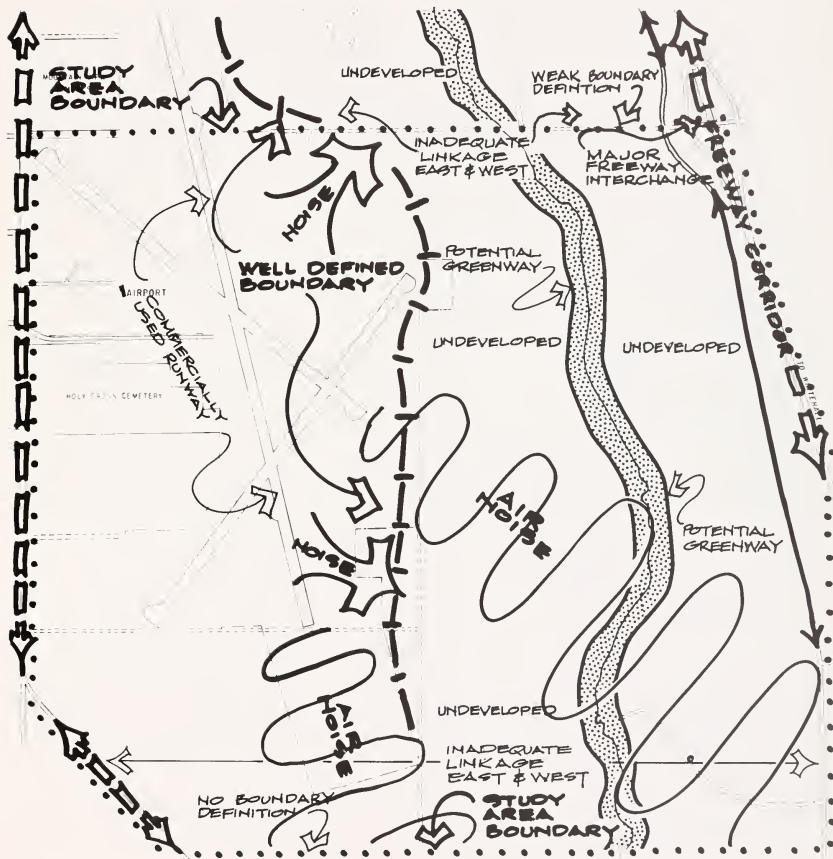 STUDY
AREA
BOUNDARY
UNDEVELOPED
WEAK BOUNDARY
DEFINTION
INADEQUATE
LINKAGE
EAST & WEST
MAJOR
FREEWAY
INTERCHANGE
FREEWAY CORRIDOR
NOISE
WELL DEFINED
BOUNDARY
POTENTIAL
GREENWAY
AIRPORT
COMMERCIALLY
USED RUNWAY
UNDEVELOPED
UNDEVELOPED
HOLY CROSS CEMETERY
AIR
NOISE
POTENTIAL
GREENWAY
NOISE
AIR
NOISE
UNDEVELOPED
INADEQUATE
LINKAGE
EAST & WEST
NO BOUNDARY
DEFINITION
STUDY
AREA
BOUNDARY